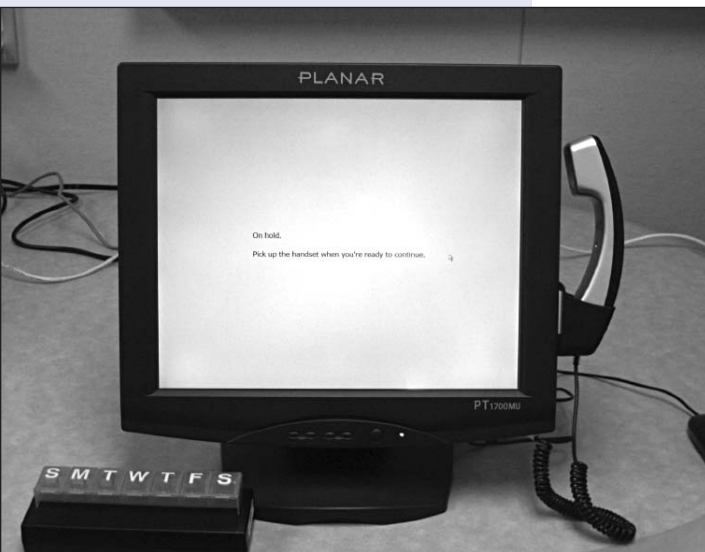 PLANAR
On hold.
Pick up the handset when you're ready to continue.
PT1700MU
S M T W T F S